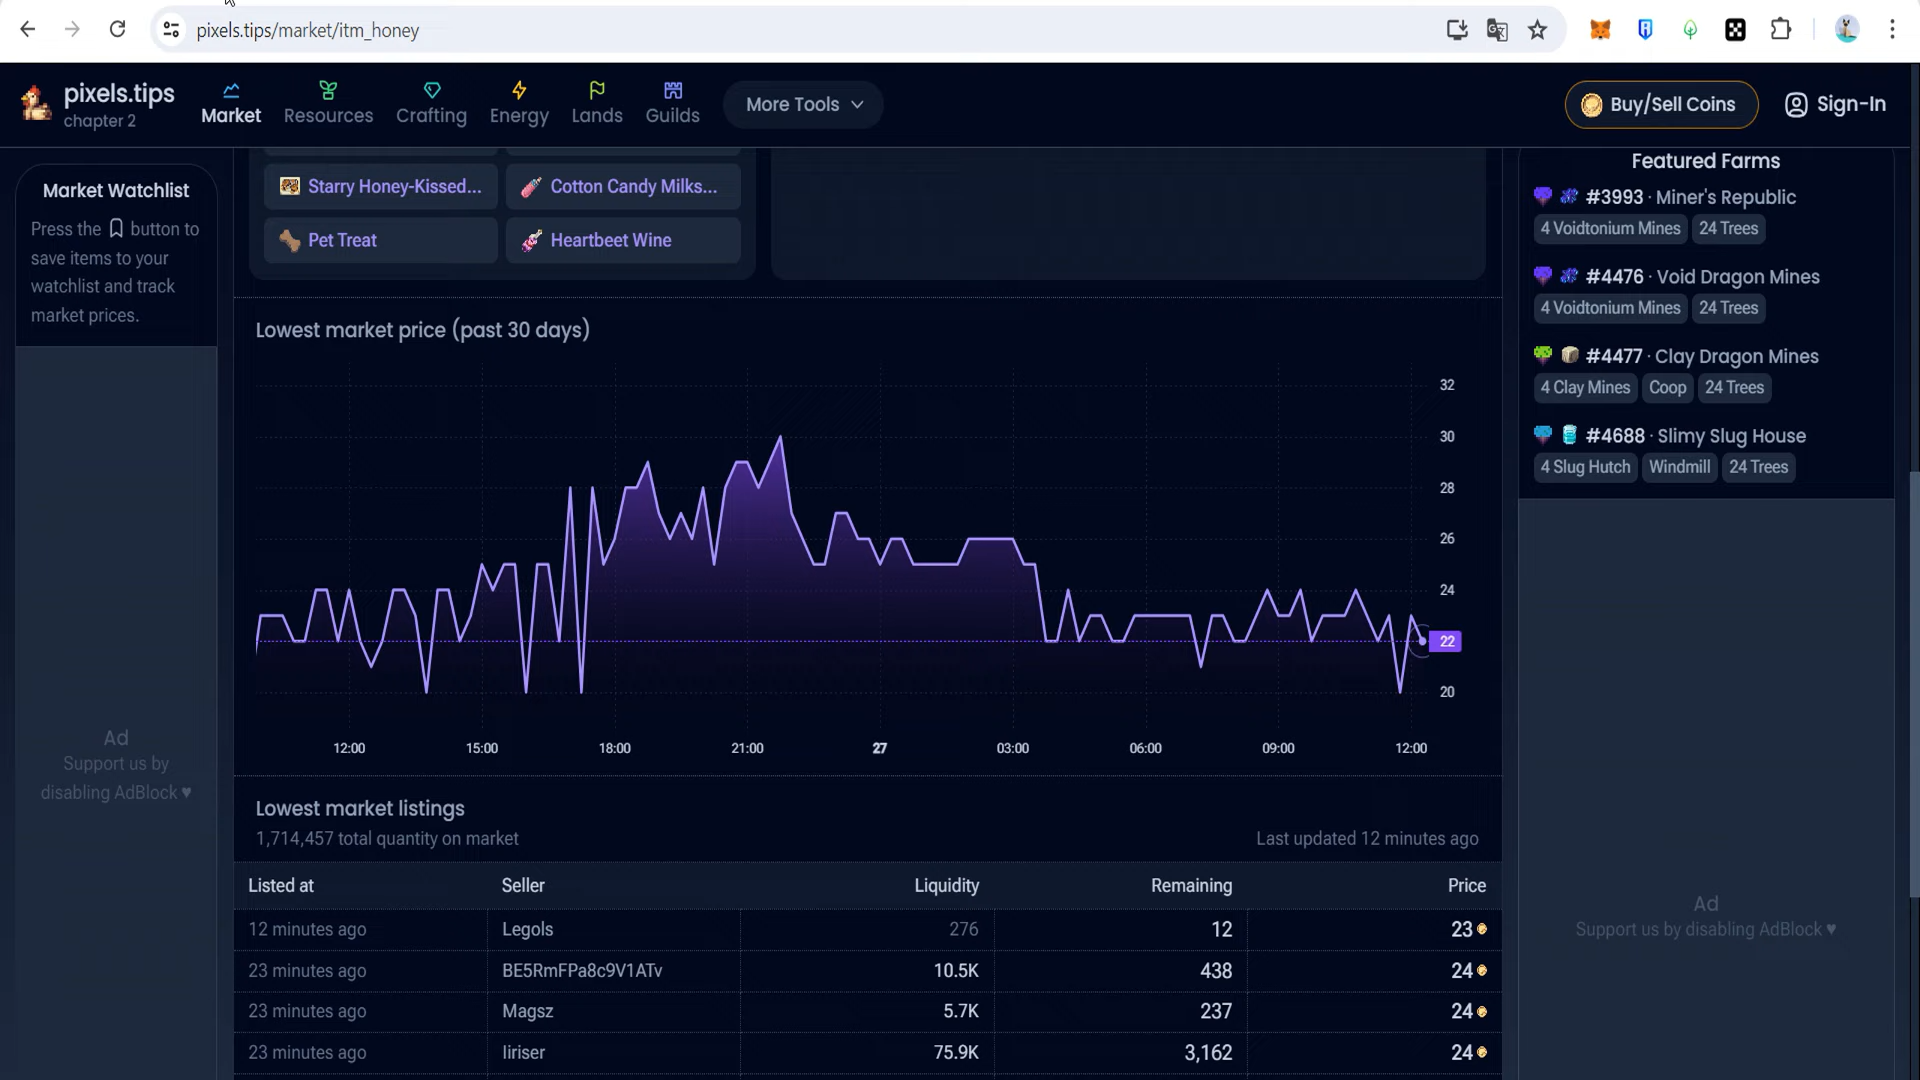 pixels.tips/market/itm_honey
pixels.tips
chapter 2
Market
Resources
Crafting
Energy
Lands
Guilds
More Tools
Buy/Sell Coins
Sign-In
Market Watchlist
Press the button to
save items to your
watchlist and track
market prices.
Ad
Support us by
disabling AdBlock ♥
Starry Honey-Kissed...
Cotton Candy Milks...
Pet Treat
Heartbeet Wine
Lowest market price (past 30 days)
32
30
28
26
24
22
20
12:00
15:00
18:00
21:00
27
03:00
06:00
09:00
12:00
Lowest market listings
1,714,457 total quantity on market
Last updated 12 minutes ago
Listed at Seller Liquidity Remaining Price
12 minutes ago Legols 276 12 23
23 minutes ago BE5RmFPa8c9V1ATv 10.5K 438 24
23 minutes ago Magsz 5.7K 237 24
23 minutes ago liriser 75.9K 3,162 24
Featured Farms
#3993 · Miner's Republic
4 Voidtonium Mines 24 Trees
#4476 · Void Dragon Mines
4 Voidtonium Mines 24 Trees
#4477 · Clay Dragon Mines
4 Clay Mines Coop 24 Trees
#4688 · Slimy Slug House
4 Slug Hutch Windmill 24 Trees
Ad
Support us by disabling AdBlock ♥